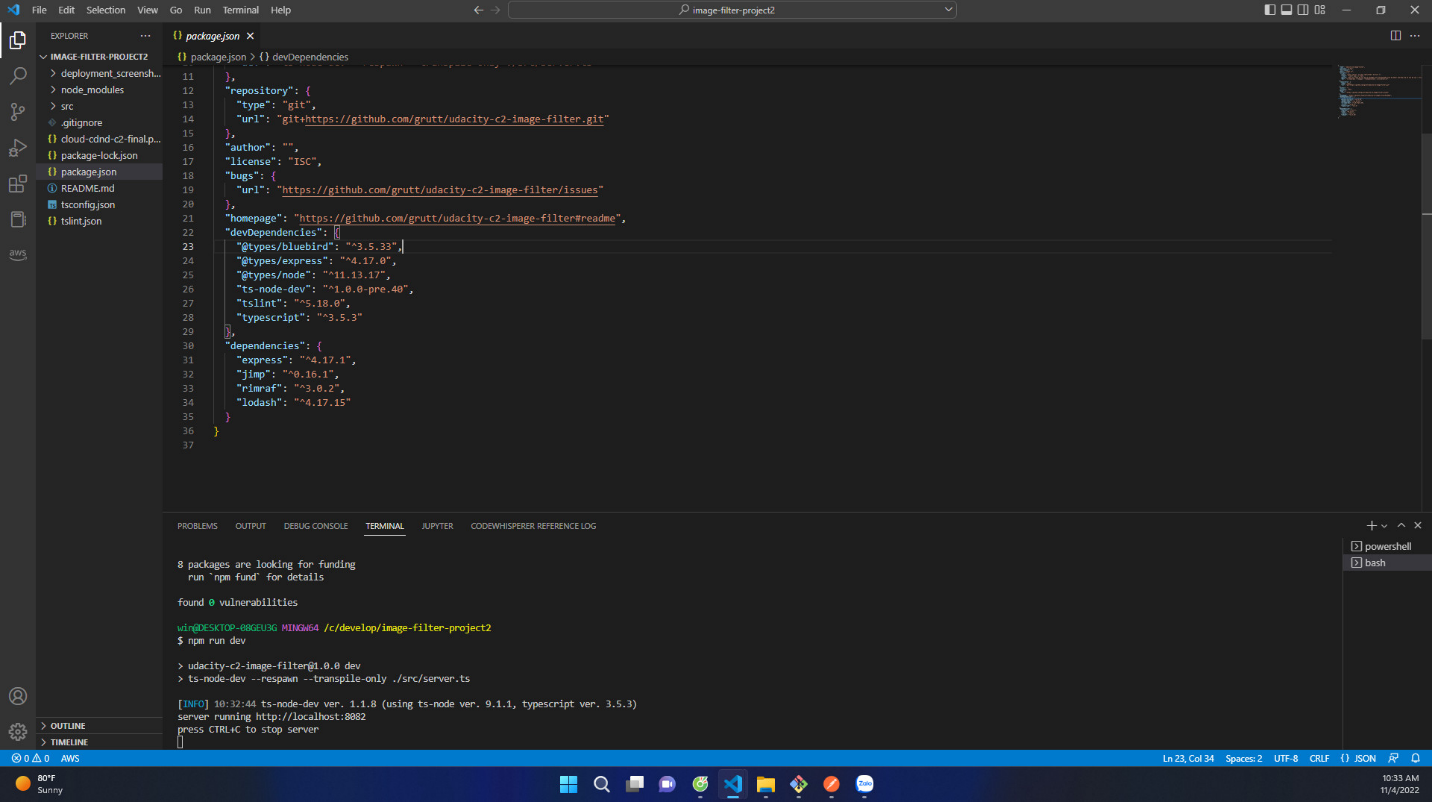 File Edit Selection View Go Run Terminal Help
image-filter-project2
EXPLORER
IMAGE-FILTER-PROJECT2
deployment_screensh...
node_modules
src
.gitignore
cloud-cdnd-c2-final.p...
package-lock.json
package.json
README.md
tsconfig.json
tslint.json
OUTLINE
TIMELINE
package.json
package.json > devDependencies
11 },
12 "repository": {
13 "type": "git",
14 "url": "git+https://github.com/grutt/udacity-c2-image-filter.git"
15 },
16 "author": "",
17 "license": "ISC",
18 "bugs": {
19 "url": "https://github.com/grutt/udacity-c2-image-filter/issues"
20 },
21 "homepage": "https://github.com/grutt/udacity-c2-image-filter#readme",
22 "devDependencies": {
23 "@types/bluebird": "^3.5.33",
24 "@types/express": "^4.17.0",
25 "@types/node": "^11.13.17",
26 "ts-node-dev": "^1.0.0-pre.40",
27 "tslint": "^5.18.0",
28 "typescript": "^3.5.3"
29 },
30 "dependencies": {
31 "express": "^4.17.1",
32 "jimp": "^0.16.1",
33 "rimraf": "^3.0.2",
34 "lodash": "^4.17.15"
35 }
36 }
37
PROBLEMS OUTPUT DEBUG CONSOLE TERMINAL JUPYTER CODEWHISPERER REFERENCE LOG
8 packages are looking for funding
run `npm fund` for details
found 0 vulnerabilities
win@DESKTOP-08GEU3G MINGW64 /c/develop/image-filter-project2
$ npm run dev
> udacity-c2-image-filter@1.0.0 dev
> ts-node-dev --respawn --transpile-only ./src/server.ts
[INFO] 10:32:44 ts-node-dev ver. 1.1.8 (using ts-node ver. 9.1.1, typescript ver. 3.5.3)
server running http://localhost:8082
press CTRL+C to stop server
powershell
bash
aws
0 0 AWS
Ln 23, Col 34 Spaces: 2 UTF-8 CRLF {} JSON
80°F
Sunny
Zalo
10:33 AM
11/4/2022